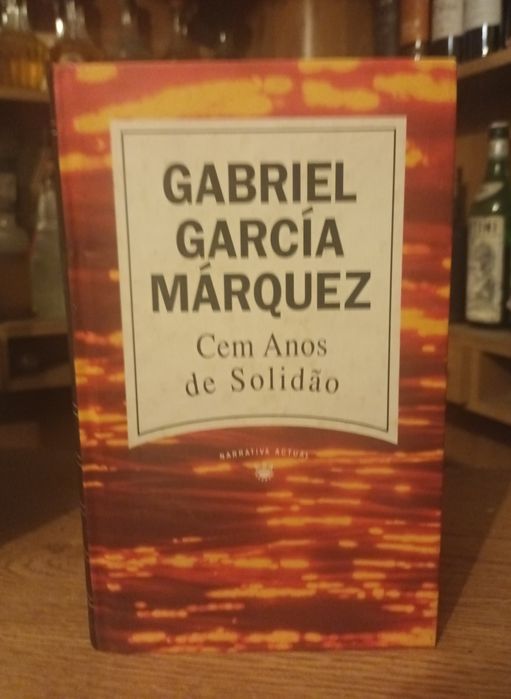 GABRIEL
GARCÍA
MÁRQUEZ
Cem Anos
de Solidão
NARRATIVA ACTUAL